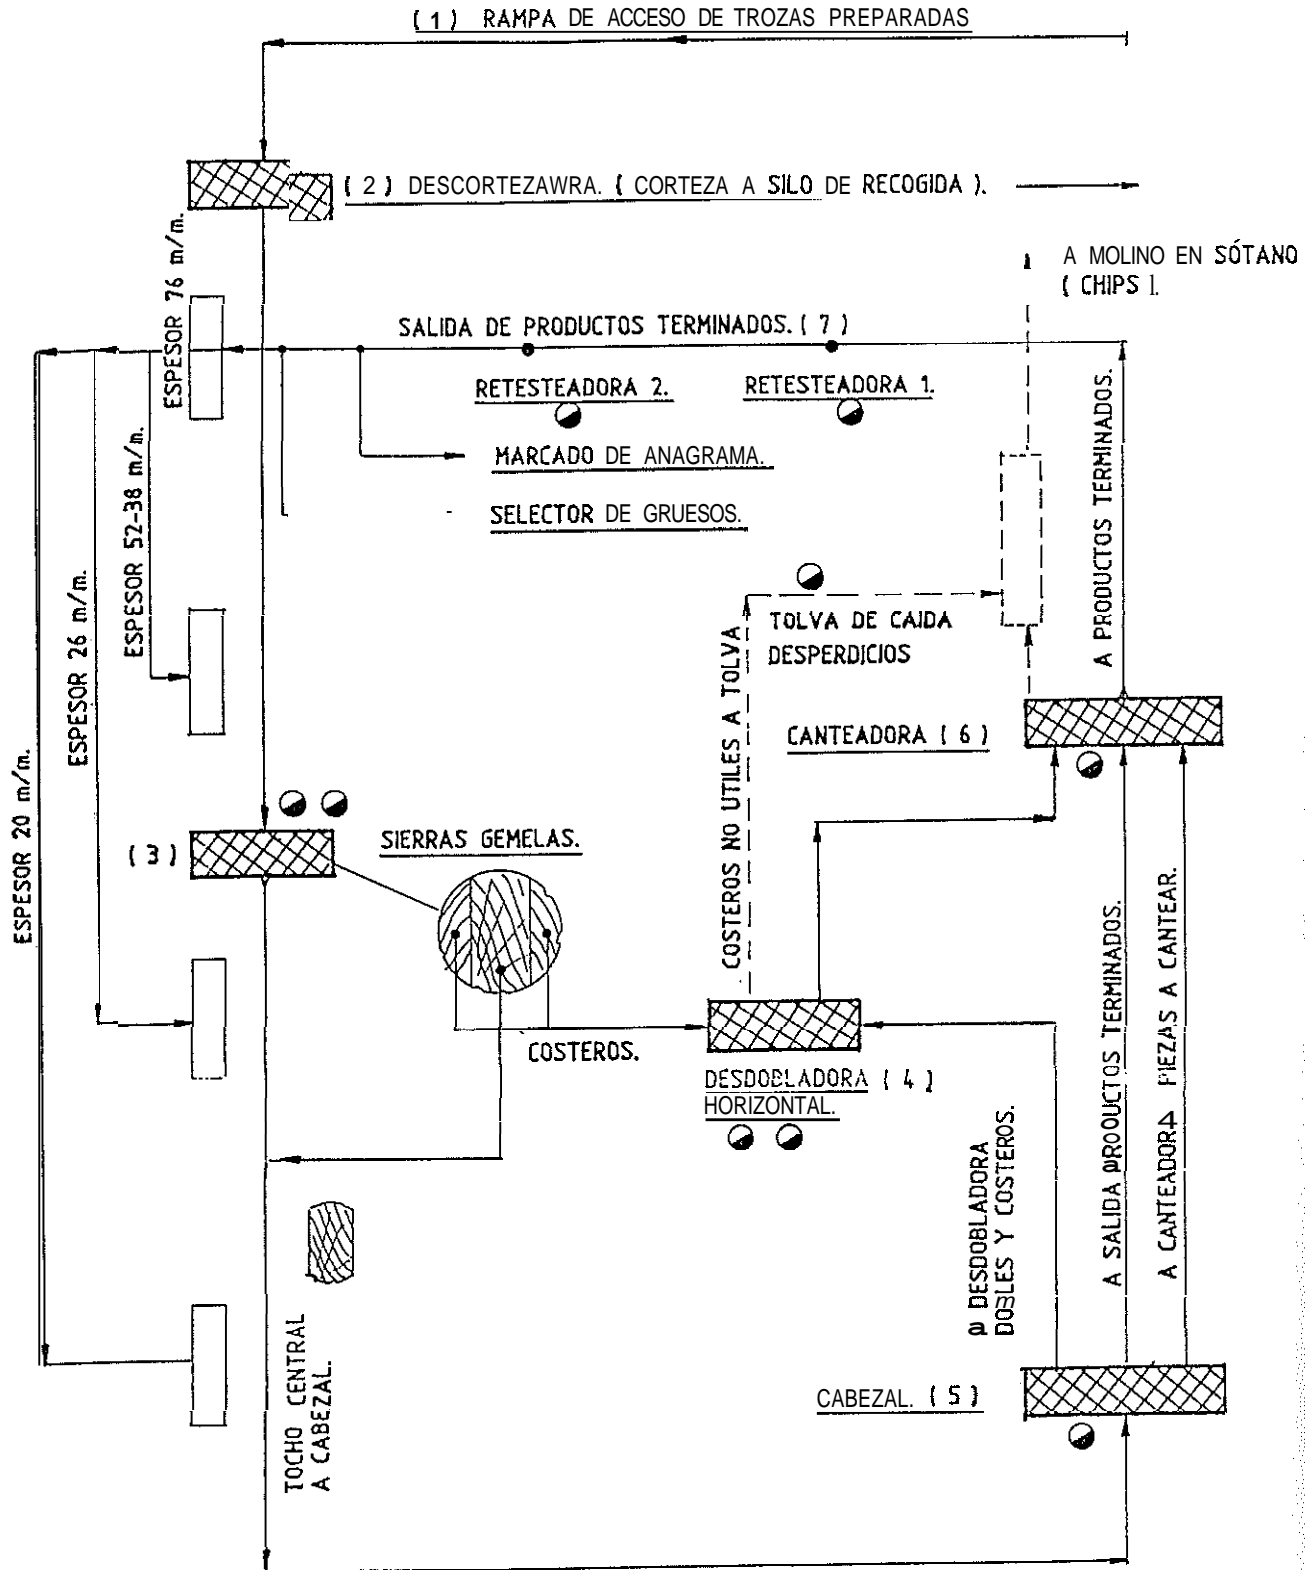 ( 1 ) RAMPA DE ACCESO DE TROZAS PREPARADAS
( 2 ) DESCORTEZAWRA. ( CORTEZA A SILO DE RECOGIDA ).
A MOLINO EN SÓTANO
( CHIPS ).
ESPESOR 76 m/m.
SALIDA DE PRODUCTOS TERMINADOS. ( 7 )
RETESTEADORA 2.
RETESTEADORA 1.
MARCADO DE ANAGRAMA.
SELECTOR DE GRUESOS.
ESPESOR 52-38 m/m.
ESPESOR 26 m/m.
ESPESOR 20 m/m.
A PRODUCTOS TERMINADOS.
TOLVA DE CAIDA
DESPERDICIOS
COSTEROS NO UTILES A TOLVA
CANTEADORA ( 6 )
( 3 )
SIERRAS GEMELAS.
COSTEROS.
DESDOBLADORA ( 4 )
HORIZONTAL.
A SALIDA PRODUCTOS TERMINADOS.
A CANTEADORA PIEZAS A CANTEAR.
a DESDOBLADORA
DOBLES Y COSTEROS.
CABEZAL. ( 5 )
TOCHO CENTRAL
A CABEZAL.